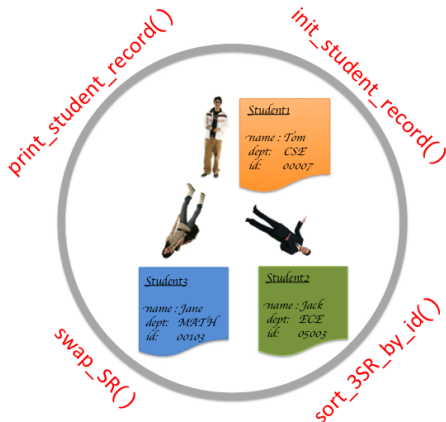 print_student_record()
init_student_record()
Student1
name : Tom
dept: CSE
id: 00007
Student3
name : Jane
dept: MATH
id: 00103
Student2
name : Jack
dept: ECE
id: 05003
swap_SR()
sort_3SR_by_id()